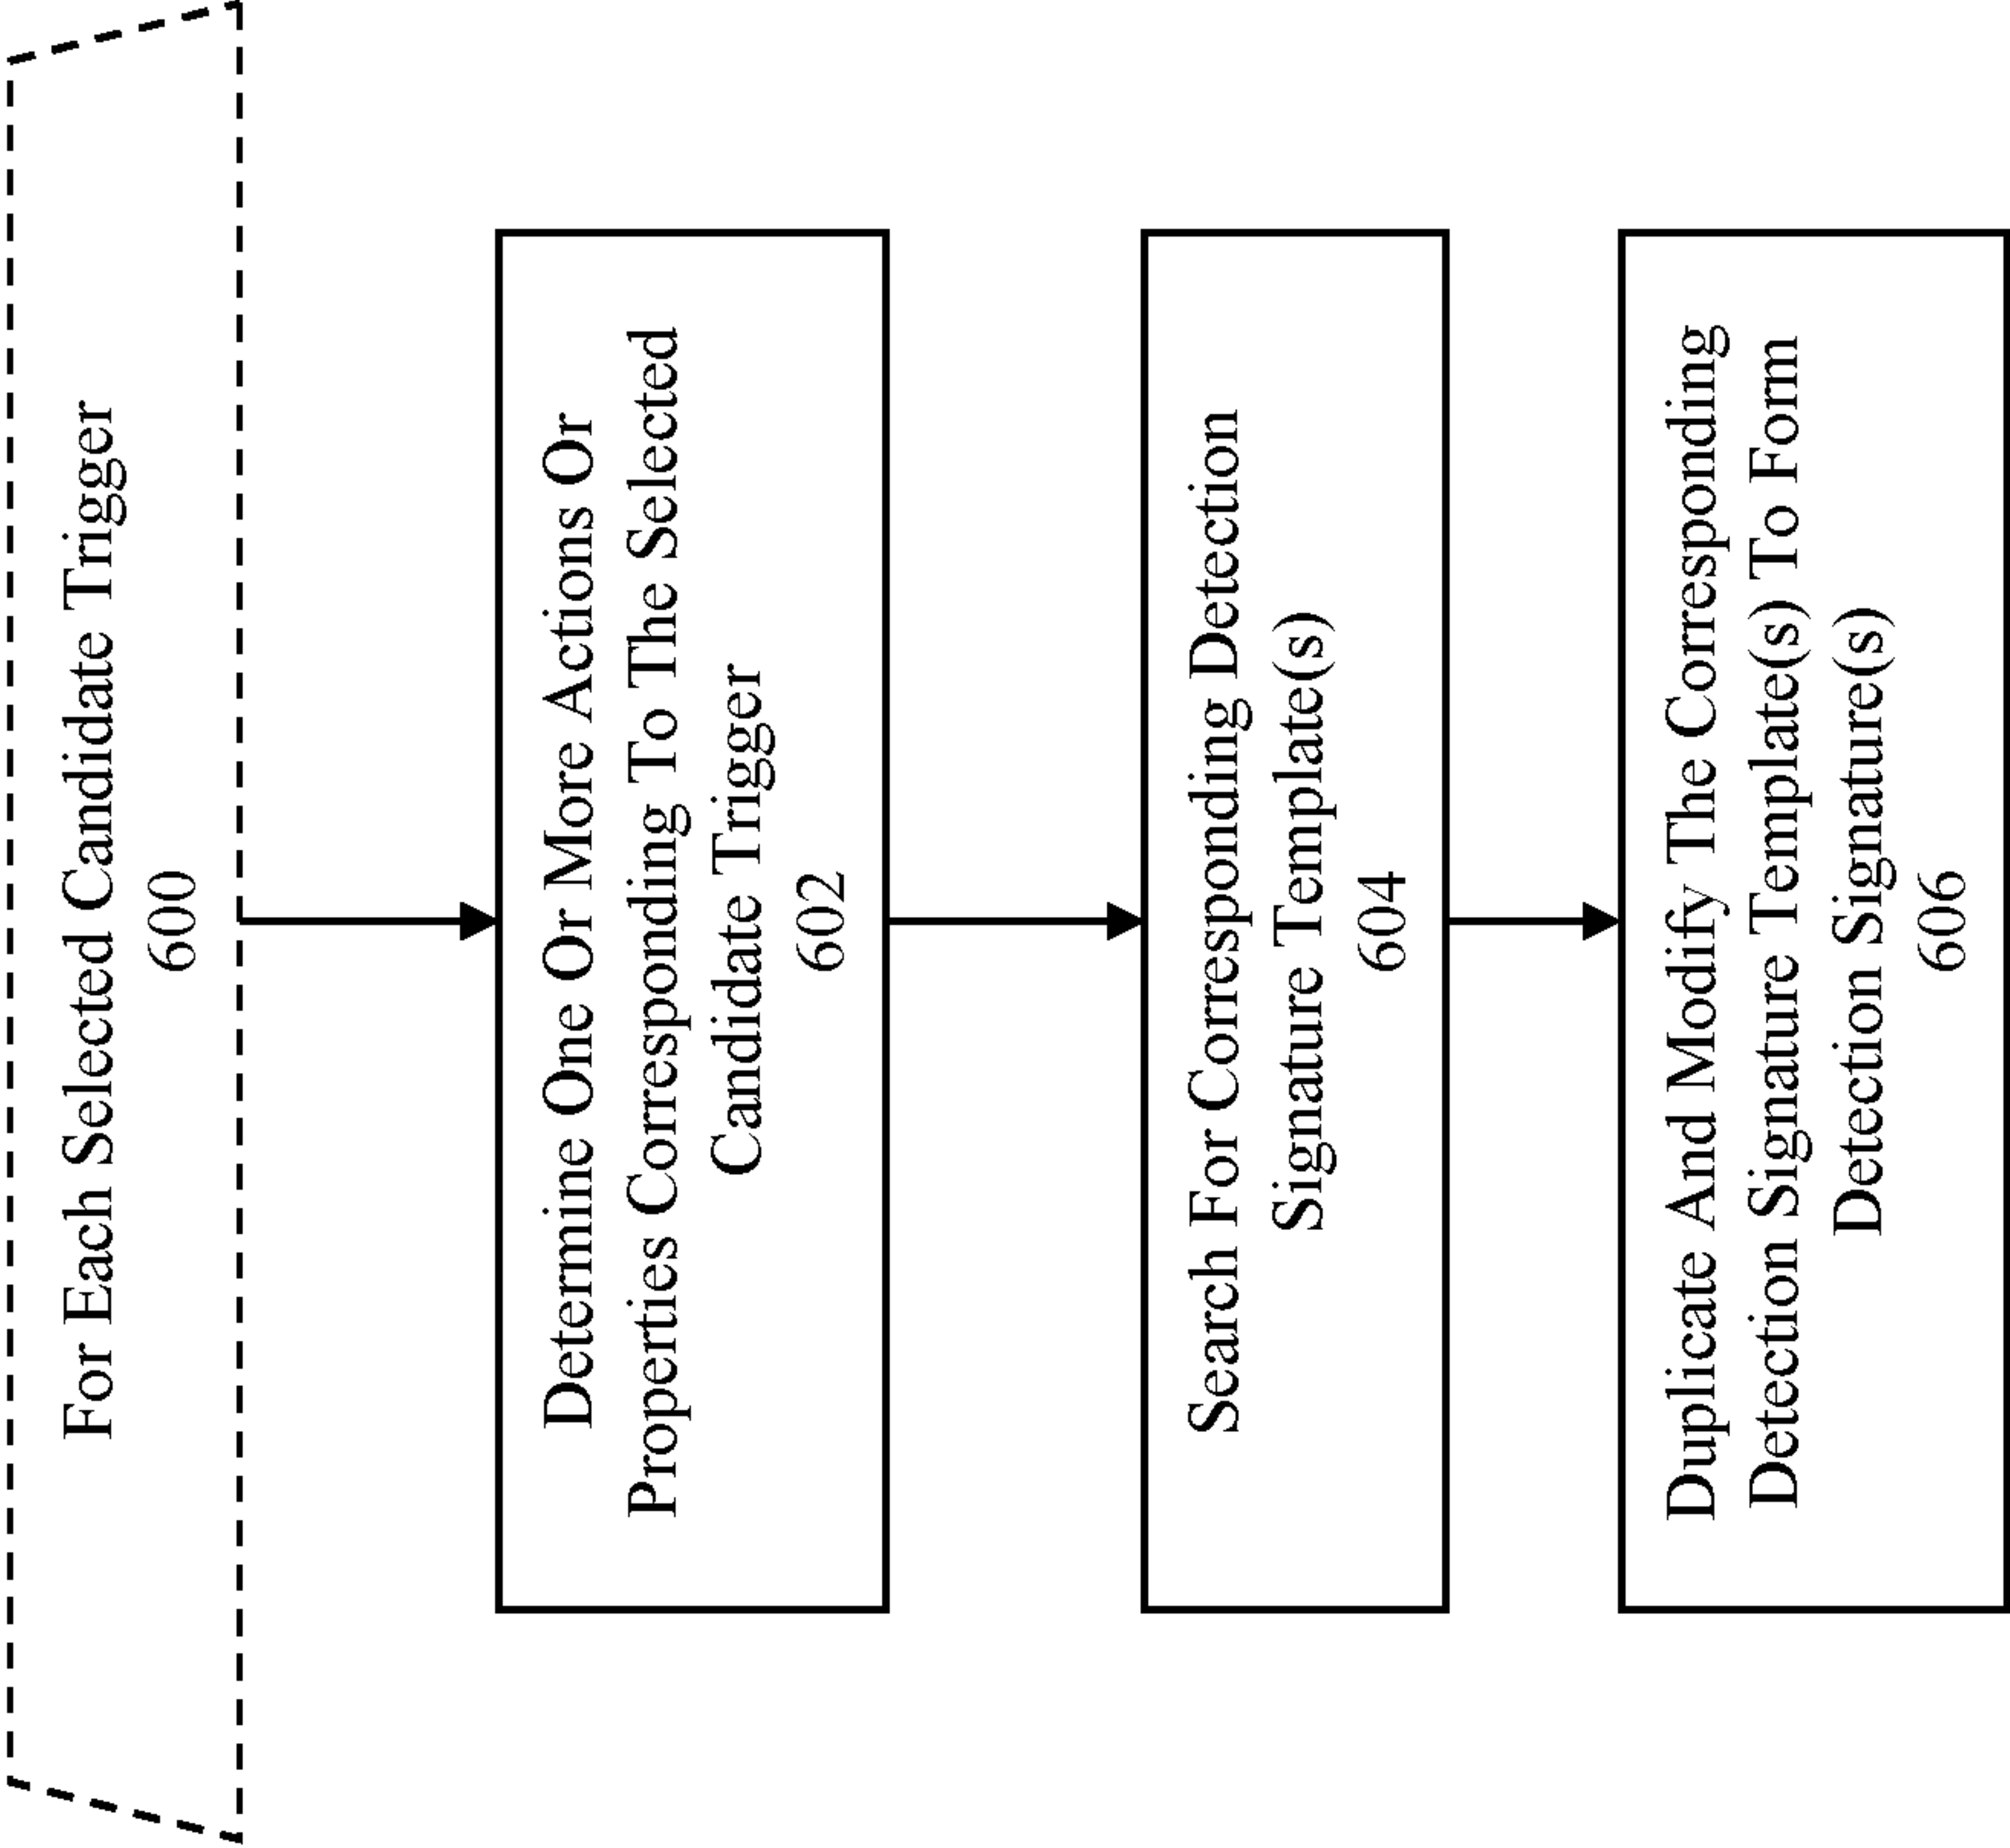 For Each Selected Candidate Trigger
600
Determine One Or More Actions Or
Properties Corresponding To The Selected
Candidate Trigger
602
Search For Corresponding Detection
Signature Template(s)
604
Duplicate And Modify The Corresponding
Detection Signature Template(s) To Form
Detection Signature(s)
606